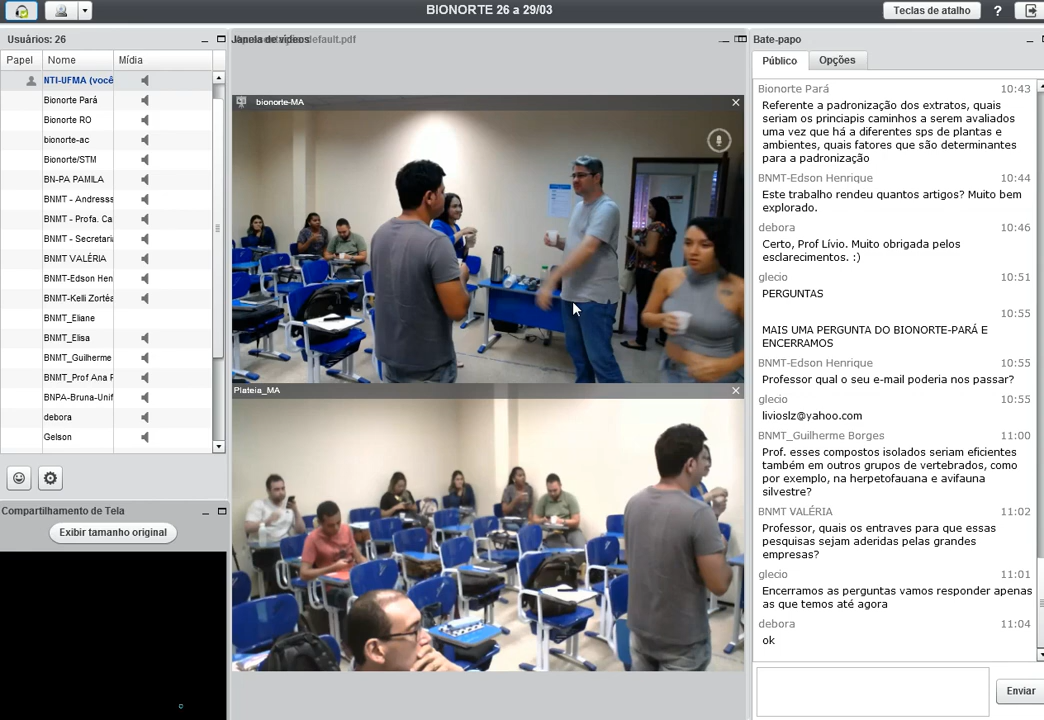 BIONORTE 26 a 29/03
Teclas de atalho
?
Usuários: 26
Papel Nome Mídia
NTI-UFMA (você
Bionorte Pará
Bionorte RO
bionorte-ac
Bionorte/STM
BN-PA PAMILA
BNMT - Andresss
BNMT - Profa. Ca
BNMT - Secretari
BNMT VALÉRIA
BNMT-Edson Hen
BNMT-Kelli Zortéa
BNMT_Eliane
BNMT_Elisa
BNMT_Guilherme
BNMT_Prof Ana F
BNPA-Bruna-Unif
debora
Gelson
Compartilhamento de Tela
Exibir tamanho original
Janela de vídeos
default.pdf
bionorte-MA
Plateia_MA
Bate-papo
Público Opções
Bionorte Pará 10:43
Referente a padronização dos extratos, quais
seriam os princiapis caminhos a serem avaliados
uma vez que há a diferentes sps de plantas e
ambientes, quais fatores que são determinantes
para a padronização
BNMT-Edson Henrique 10:44
Este trabalho rendeu quantos artigos? Muito bem
explorado.
debora 10:46
Certo, Prof Lívio. Muito obrigada pelos
esclarecimentos. :)
glecio 10:51
PERGUNTAS
10:55
MAIS UMA PERGUNTA DO BIONORTE-PARÁ E
ENCERRAMOS
BNMT-Edson Henrique 10:55
Professor qual o seu e-mail poderia nos passar?
glecio 10:55
livioslz@yahoo.com
BNMT_Guilherme Borges 11:00
Prof. esses compostos isolados seriam eficientes
também em outros grupos de vertebrados, como
por exemplo, na herpetofauna e avifauna
silvestre?
BNMT VALÉRIA 11:02
Professor, quais os entraves para que essas
pesquisas sejam aderidas pelas grandes
empresas?
glecio 11:01
Encerramos as perguntas vamos responder apenas
as que temos até agora
debora 11:04
ok
Enviar